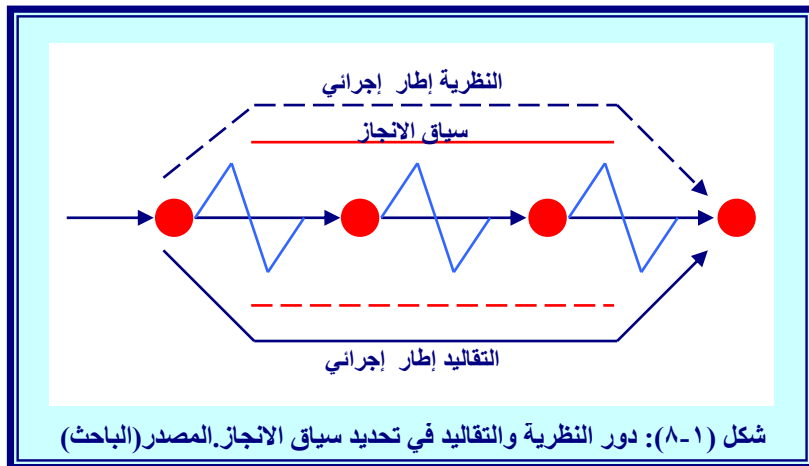 النظرية إطار إجرائي
سياق الانجاز
التقاليد إطار إجرائي
شكل (١-٨): دور النظرية والتقاليد في تحديد سياق الانجاز.المصدر(الباحث)